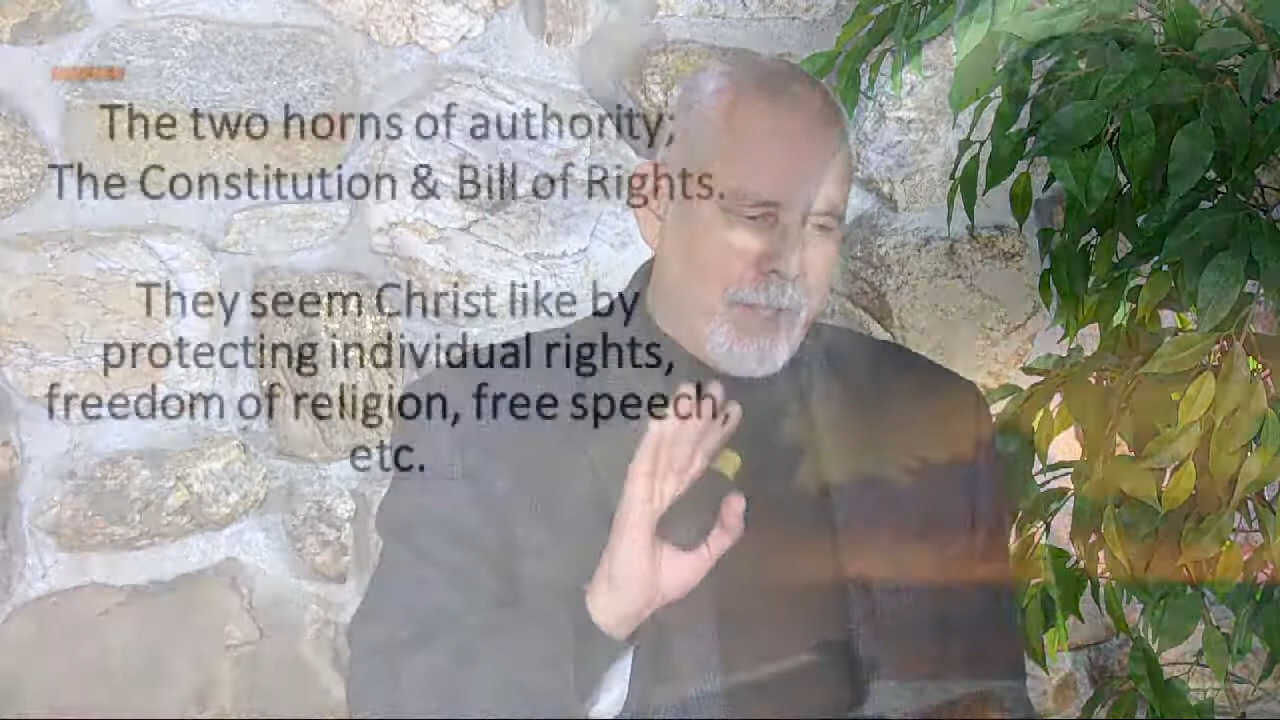 The two horns of authority;
The Constitution & Bill of Rights.
They seem Christ like by
protecting individual rights,
freedom of religion, free speech,
etc.